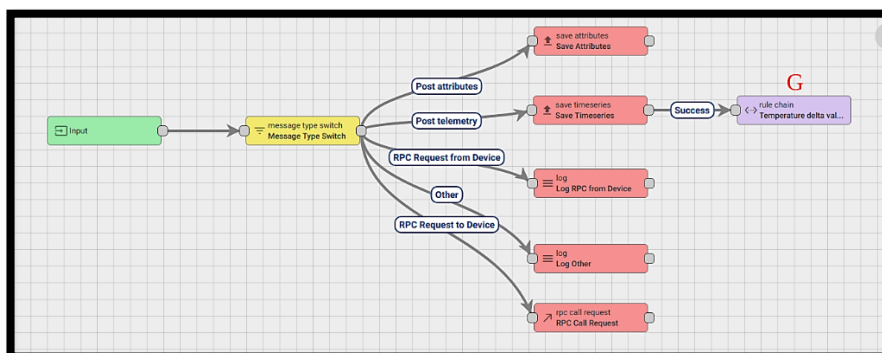 save attributes
Save Attributes
Post attributes
G
save timeseries
Save Timeseries
Success
rule chain
Temperature delta val...
Input
message type switch
Message Type Switch
Post telemetry
RPC Request from Device
log
Log RPC from Device
Other
RPC Request to Device
log
Log Other
rpc call request
RPC Call Request